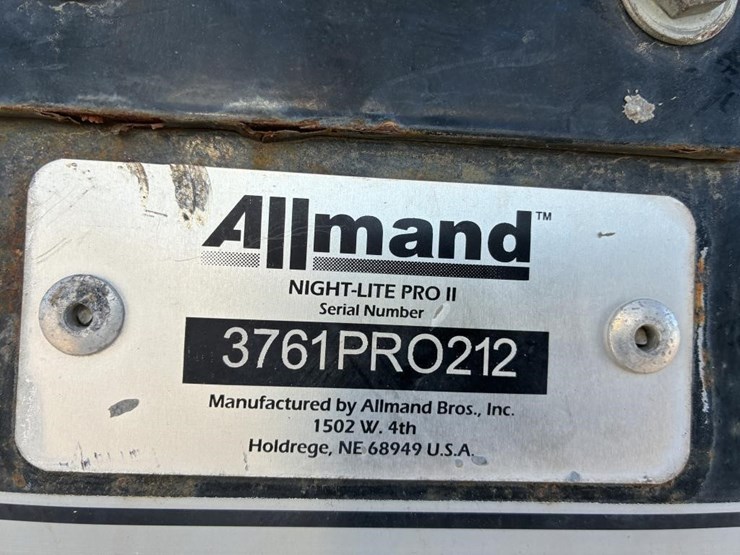 Allmand™
NIGHT-LITE PRO II
Serial Number
3761PRO212
Manufactured by Allmand Bros., Inc.
1502 W. 4th
Holdrege, NE 68949 U.S.A.